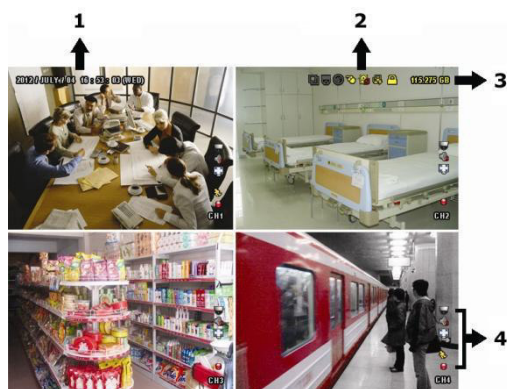 1
2
2012 / JULY / 04 16 : 53 : 03 (WED)
115.275 GB
3
CH1
CH2
CH3
4
CH4